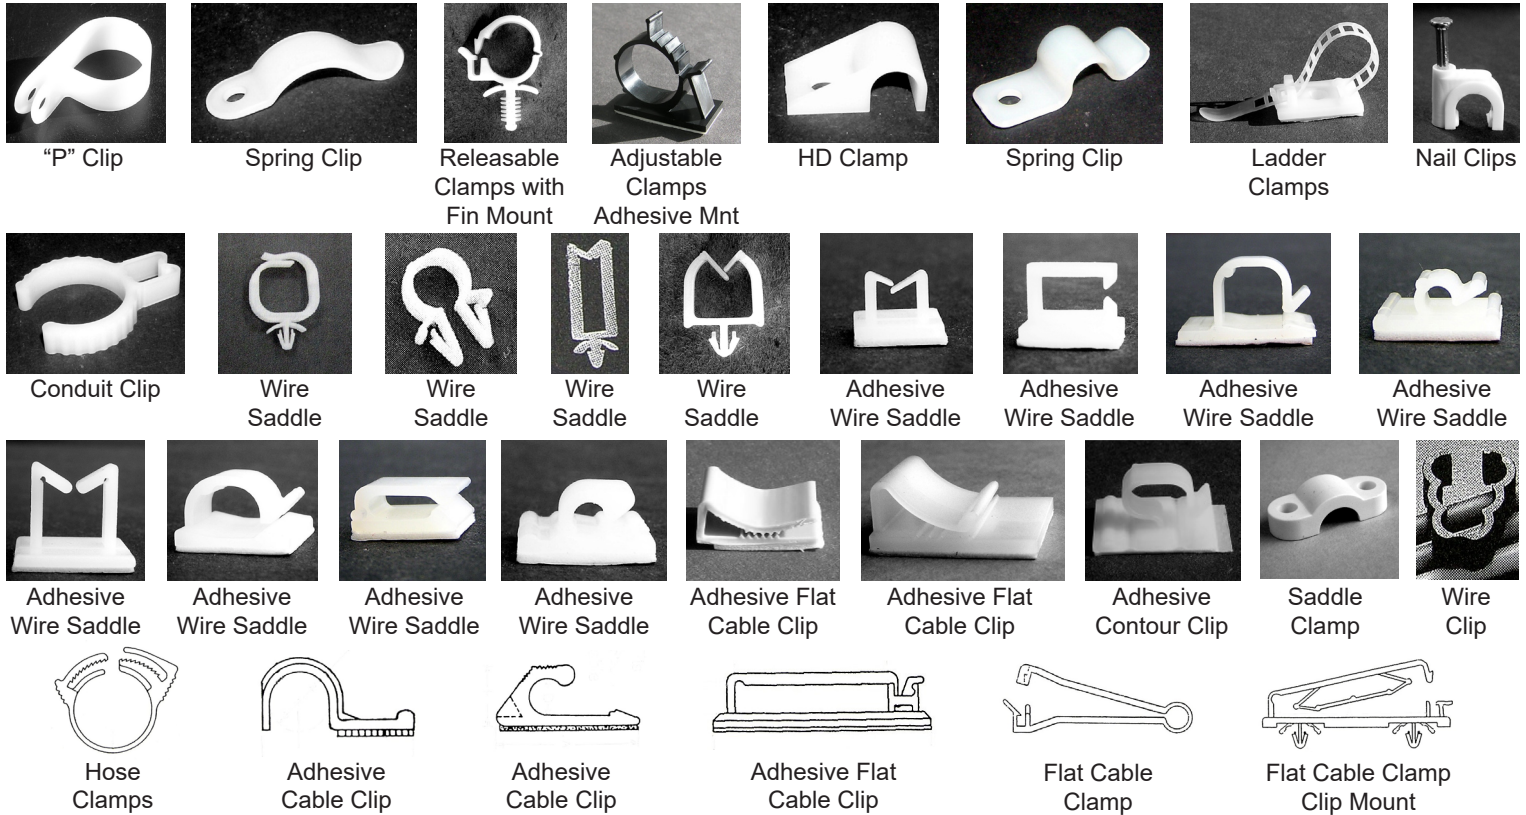 “P” Clip
Spring Clip
Releasable
Clamps with
Fin Mount
Adjustable
Clamps
Adhesive Mnt
HD Clamp
Spring Clip
Ladder
Clamps
Nail Clips
Conduit Clip
Wire
Saddle
Wire
Saddle
Wire
Saddle
Wire
Saddle
Adhesive
Wire Saddle
Adhesive
Wire Saddle
Adhesive
Wire Saddle
Adhesive
Wire Saddle
Adhesive
Wire Saddle
Adhesive
Wire Saddle
Adhesive
Wire Saddle
Adhesive
Wire Saddle
Adhesive Flat
Cable Clip
Adhesive Flat
Cable Clip
Adhesive
Contour Clip
Saddle
Clamp
Wire
Clip
Hose
Clamps
Adhesive
Cable Clip
Adhesive
Cable Clip
Adhesive Flat
Cable Clip
Flat Cable
Clamp
Flat Cable Clamp
Clip Mount